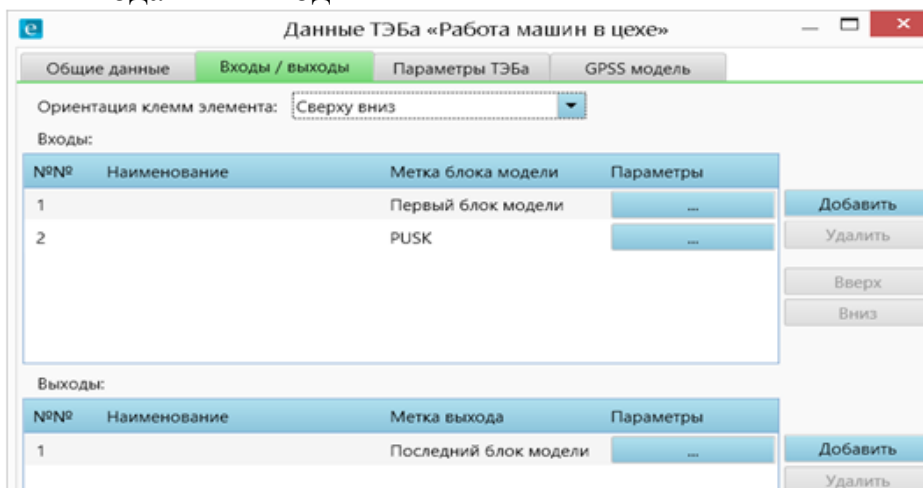 Данные ТЭБа «Работа машин в цехе»
Общие данные Входы / выходы Параметры ТЭБа GPSS модель
Ориентация клемм элемента: Сверху вниз
Входы:
№№ Наименование Метка блока модели Параметры
1 Первый блок модели ... Добавить
2 PUSK ... Удалить
Вверх
Вниз
Выходы:
№№ Наименование Метка выхода Параметры
1 Последний блок модели ... Добавить
Удалить